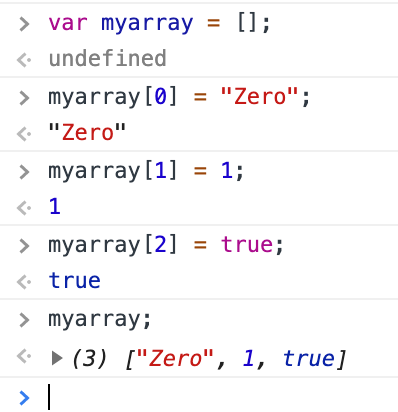 > var myarray = [];
<· undefined
> myarray[0] = "Zero";
<· "Zero"
> myarray[1] = 1;
<· 1
> myarray[2] = true;
<· true
> myarray;
<· ▶ (3) ["Zero", 1, true]
>